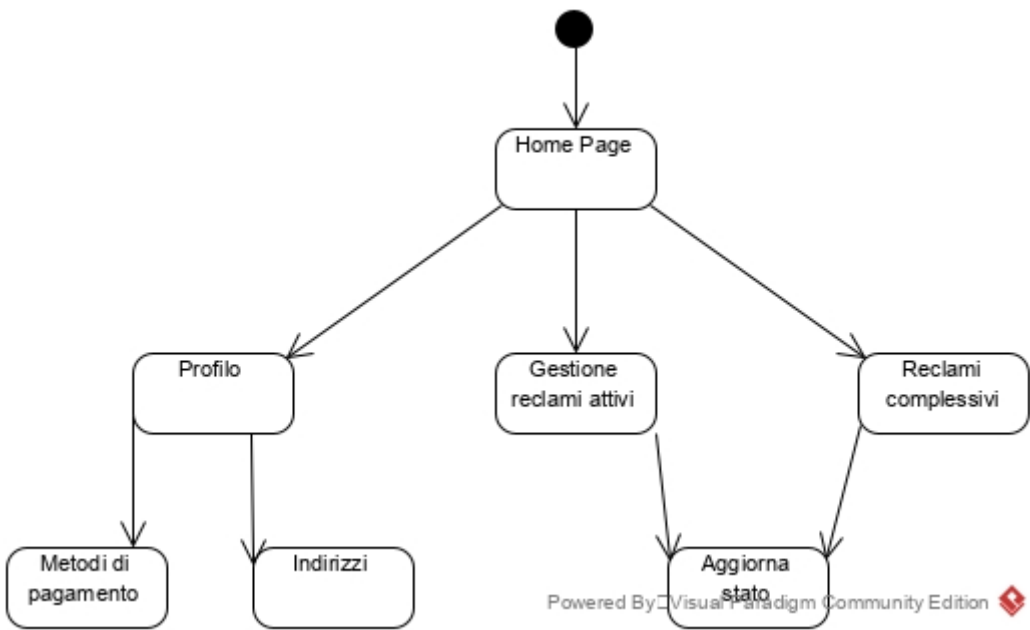 Home Page
Profilo
Gestione
reclami attivi
Reclami
complessivi
Metodi di
pagamento
Indirizzi
Aggiorna
stato
Powered By Visual Paradigm Community Edition